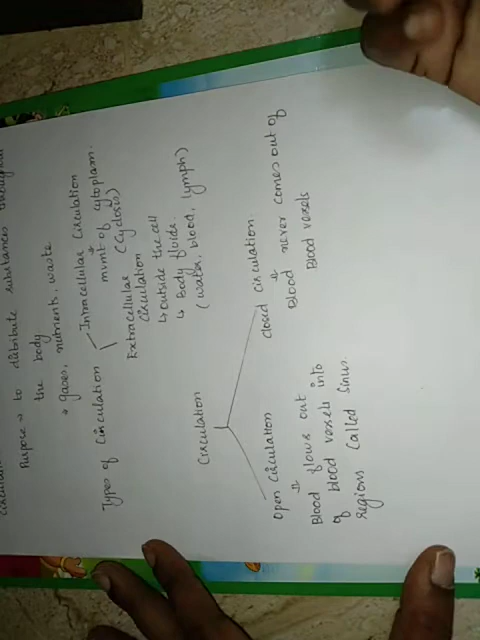 Purpose → to distribute substances
the body
→ gases, nutrients, waste
Types of Circulation
Intracellular Circulation
mvmt of cytoplasm.
(Cyclosis)
Extracellular
circulation
↳ outside the cell
↳ Body fluids.
(water, blood, lymph)
Circulation
Open Circulation
⇓
Blood flows out
of blood vessels into
regions called sinus.
closed circulation.
⇓
Blood never comes out of
Blood vessels